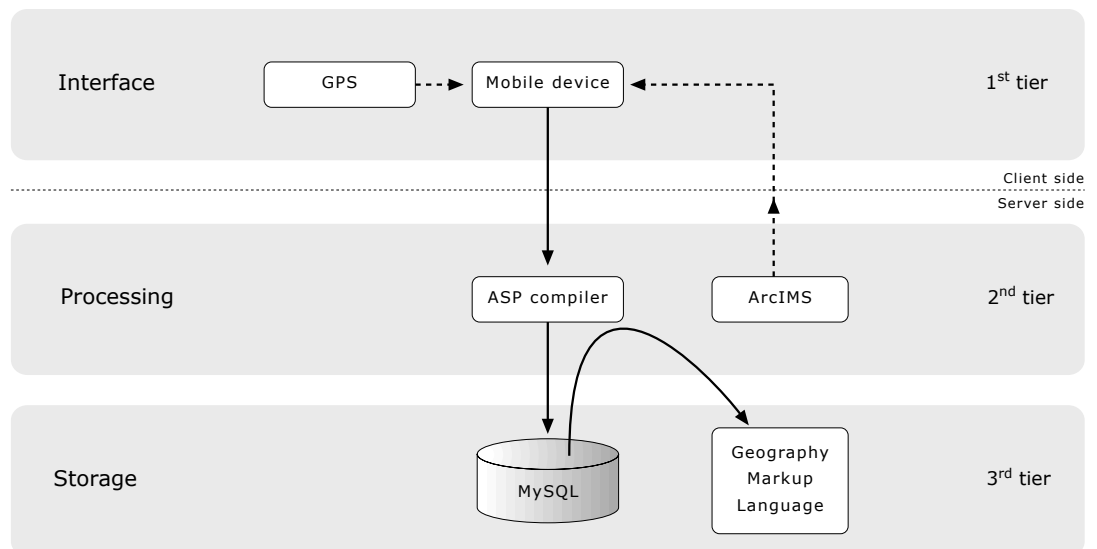 Interface
GPS
Mobile device
1st tier
Client side
Server side
Processing
ASP compiler
ArcIMS
2nd tier
Storage
MySQL
Geography
Markup
Language
3rd tier